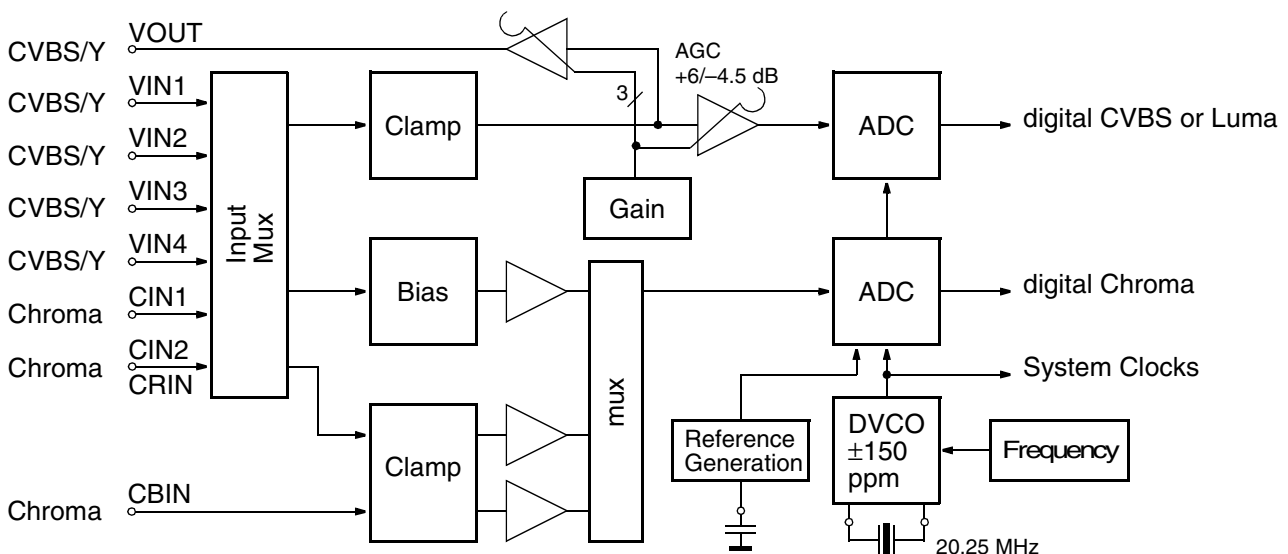 CVBS/Y VOUT
CVBS/Y VIN1
CVBS/Y VIN2
CVBS/Y VIN3
CVBS/Y VIN4
Chroma CIN1
Chroma CIN2
CRIN
Chroma CBIN
Input
Mux
Clamp
3
AGC
+6/–4.5 dB
Gain
ADC
digital CVBS or Luma
Bias
mux
ADC
digital Chroma
System Clocks
Clamp
Reference
Generation
DVCO
±150
ppm
Frequency
20.25 MHz